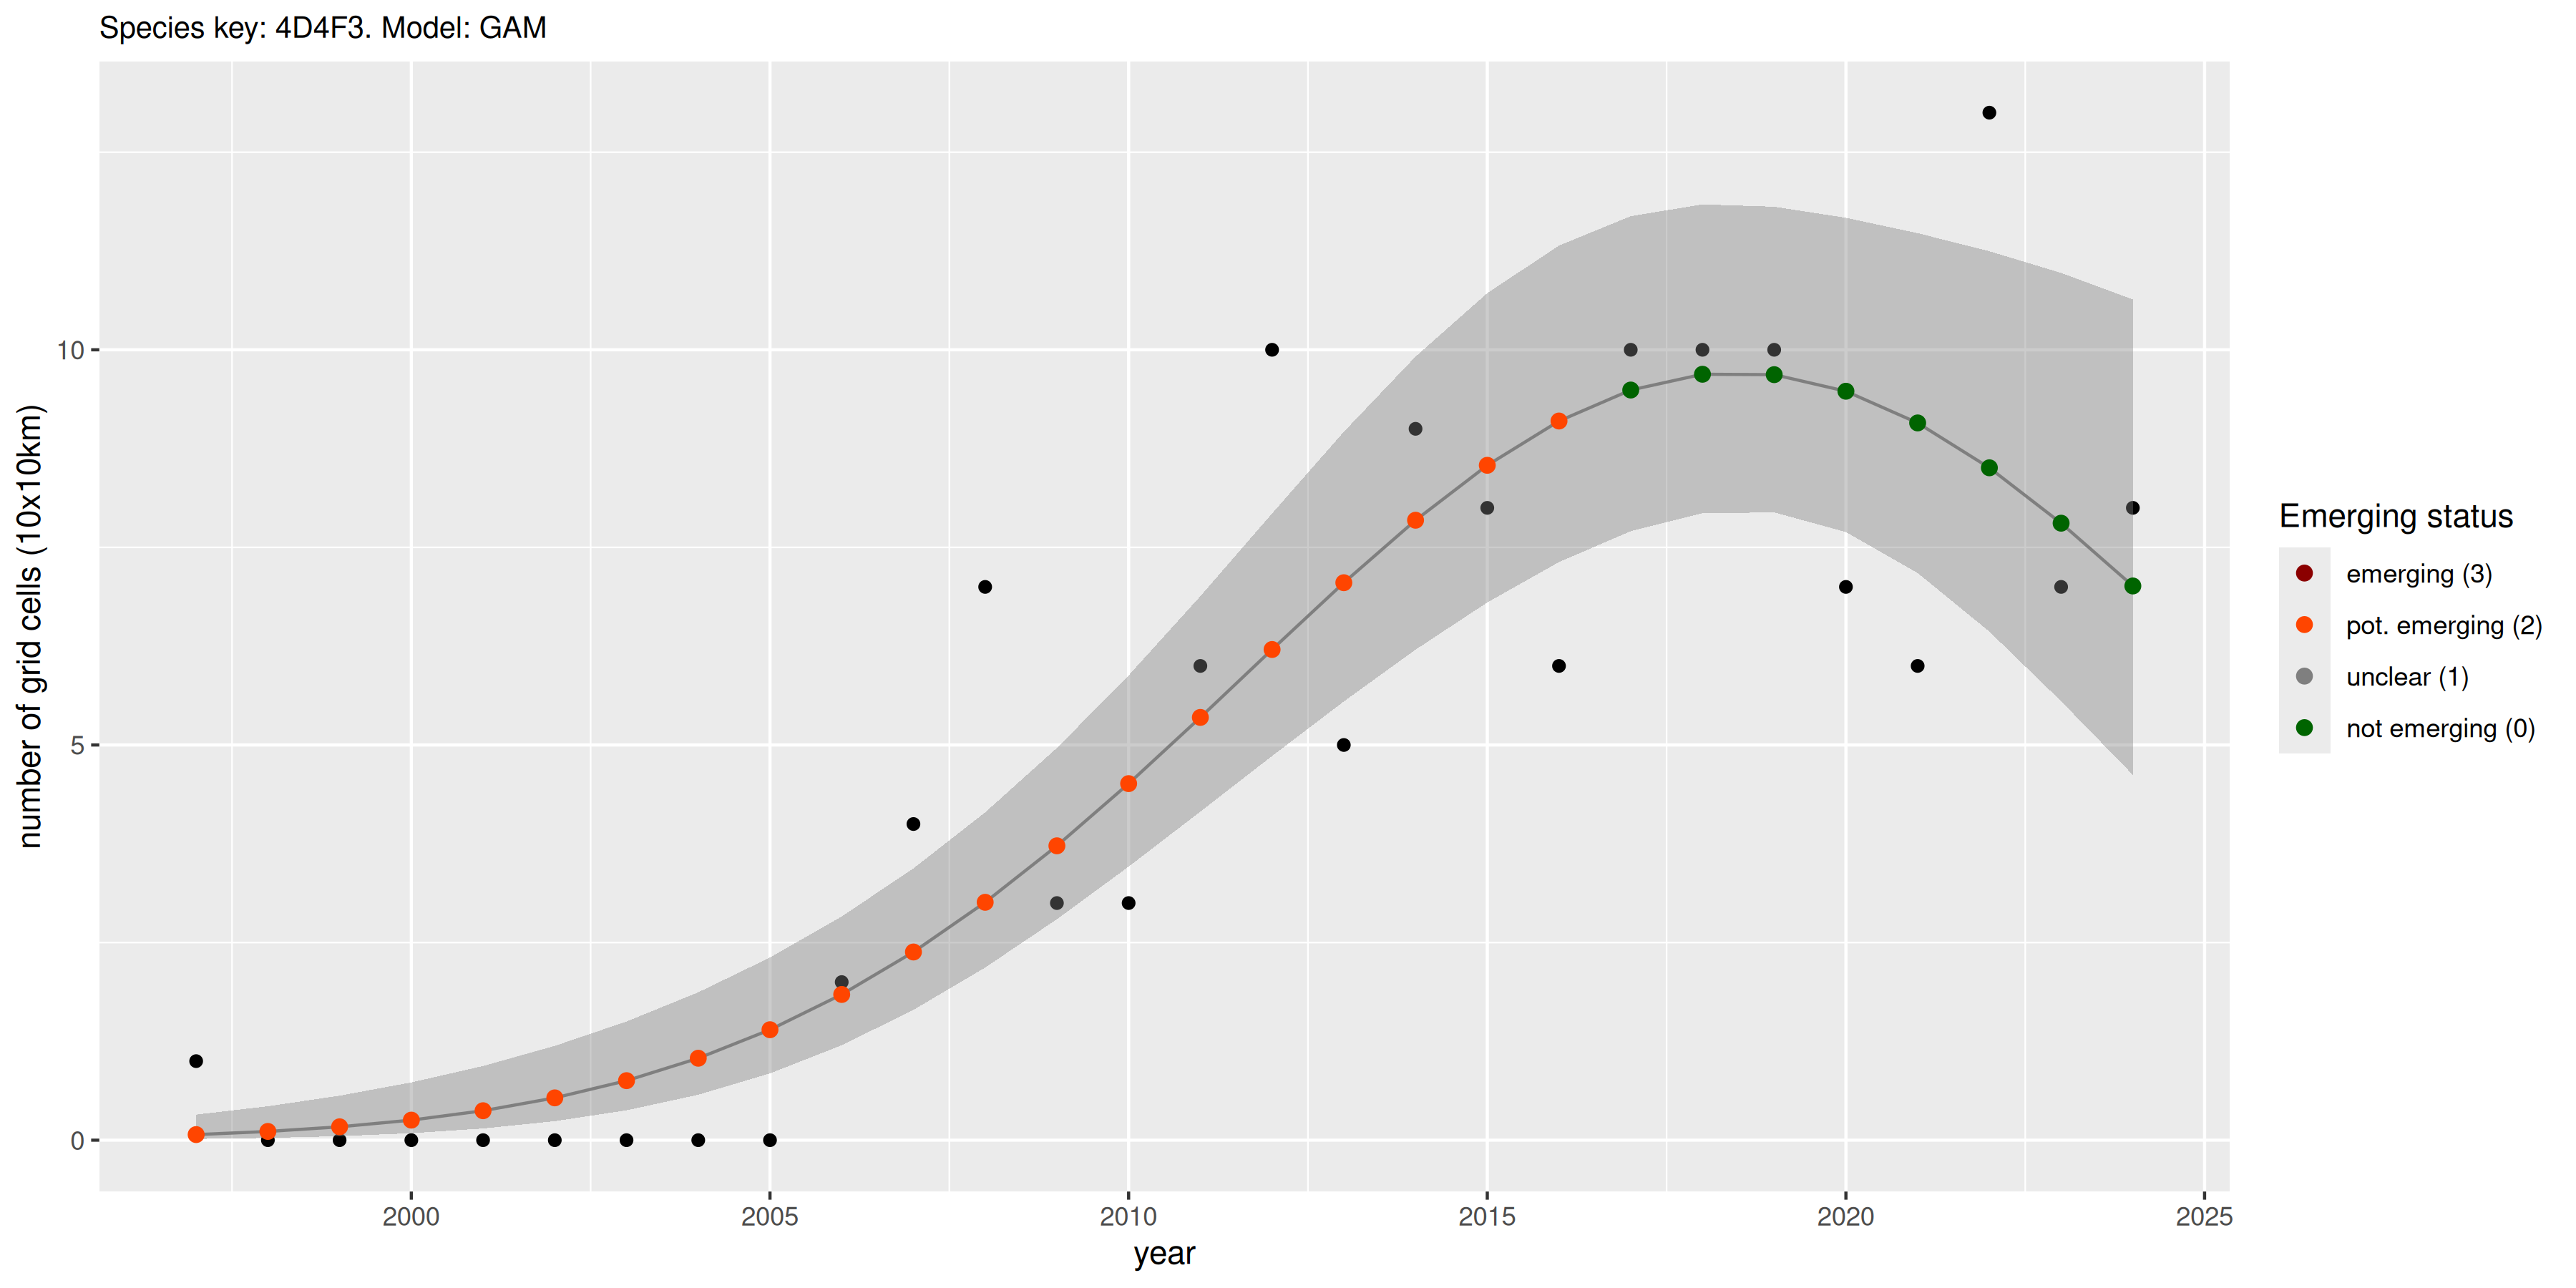 Species key: 4D4F3. Model: GAM
number of grid cells (10x10km)
10
5
0
2000
2005
2010
2015
2020
2025
year
Emerging status
emerging (3)
pot. emerging (2)
unclear (1)
not emerging (0)